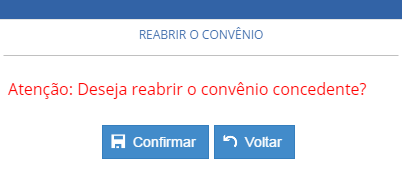 REABRIR O CONVÊNIO
Atenção: Deseja reabrir o convênio concedente?
Confirmar Voltar